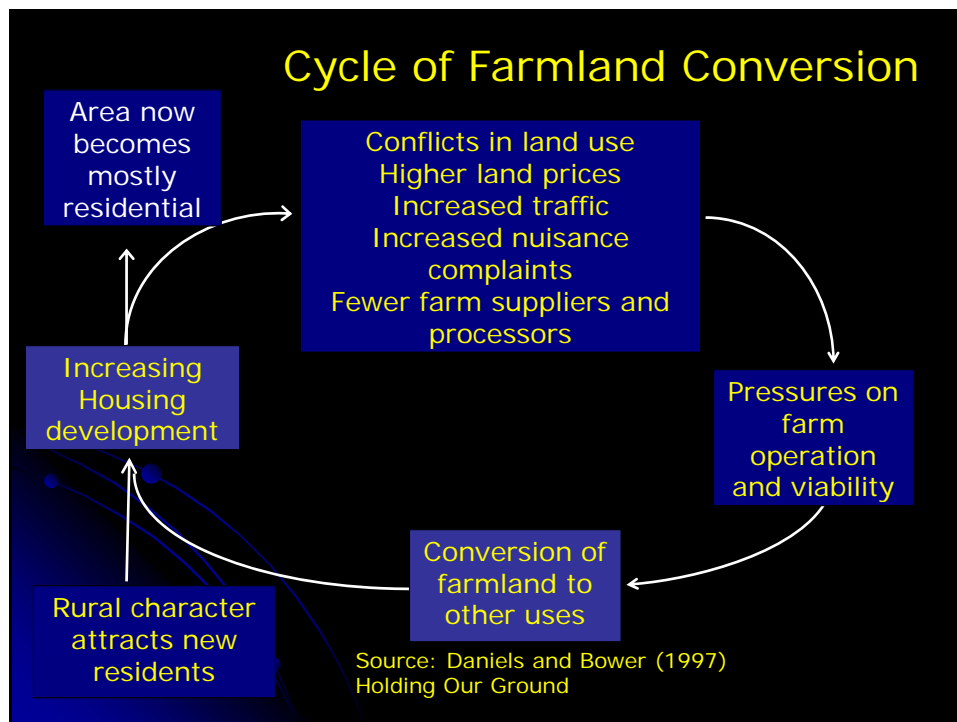 Cycle of Farmland Conversion
Area now
becomes
mostly
residential
Conflicts in land use
Higher land prices
Increased traffic
Increased nuisance
complaints
Fewer farm suppliers and
processors
Increasing
Housing
development
Pressures on
farm
operation
and viability
Conversion of
farmland to
other uses
Rural character
attracts new
residents
Source: Daniels and Bower (1997)
Holding Our Ground